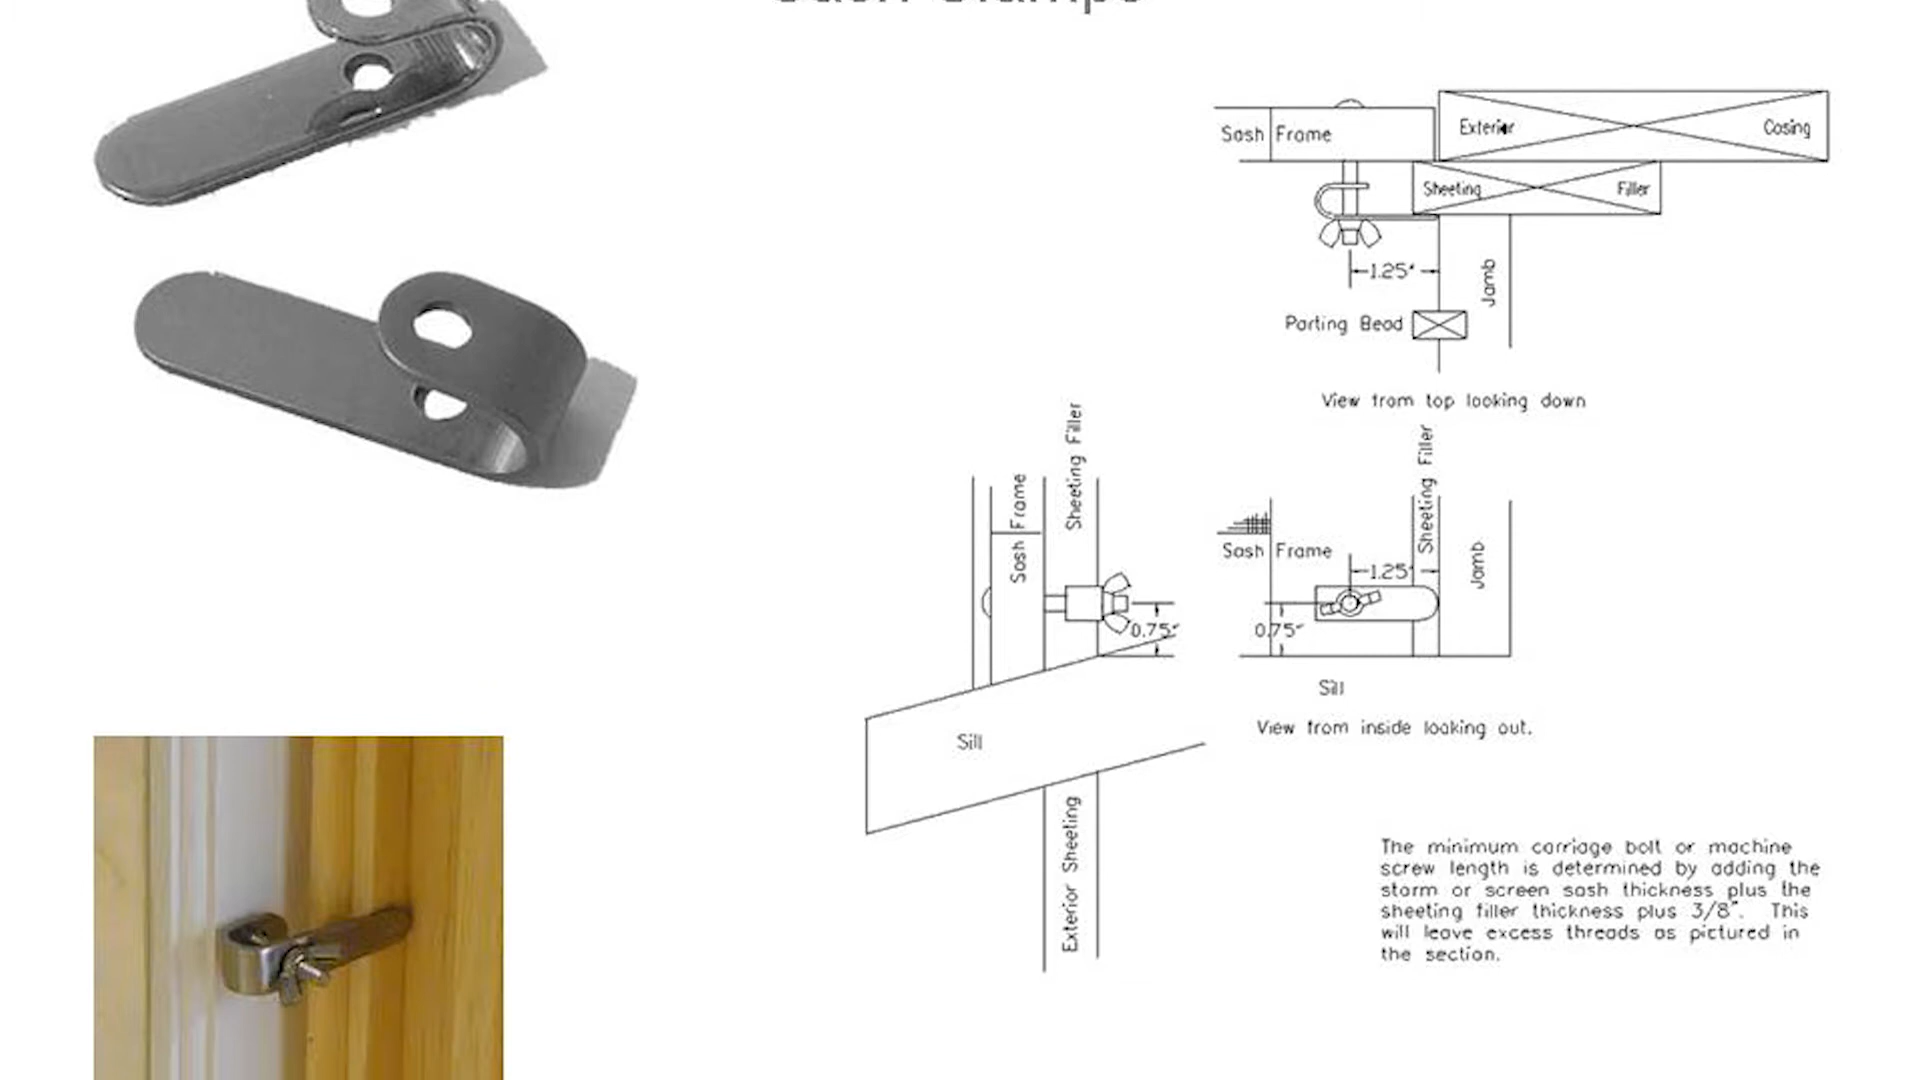 Sash Frame
Exterior Casing
Sheeting Filler
1.25"
Jamb
Parting Bead
View from top looking down
Sheeting Filler
Sash Frame
Sash Frame
0.75"
Sill
Exterior Sheeting
Sheeting Filler
Sash Frame
1.25"
Jamb
0.75"
Sill
View from inside looking out.
The minimum carriage bolt or machine
screw length is determined by adding the
storm or screen sash thickness plus the
sheeting filler thickness plus 3/8". This
will leave excess threads as pictured in
the section.